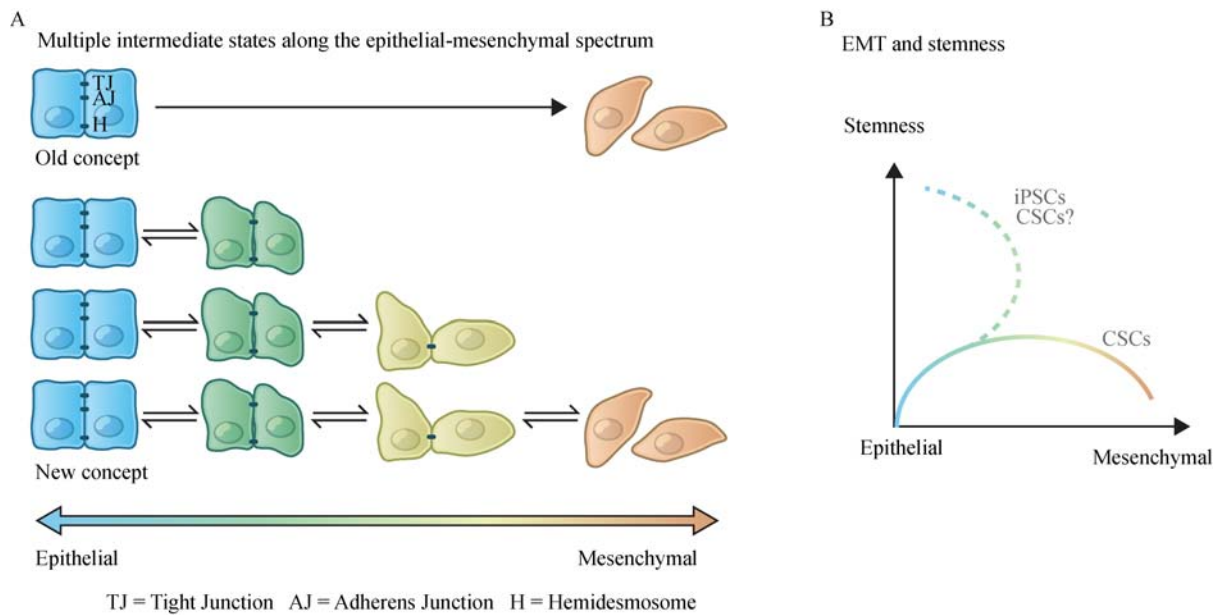 A
Multiple intermediate states along the epithelial-mesenchymal spectrum
TJ
AJ
H
Old concept
New concept
Epithelial
Mesenchymal
TJ = Tight Junction AJ = Adherens Junction H = Hemidesmosome
B
EMT and stemness
Stemness
iPSCs
CSCs?
CSCs
Epithelial
Mesenchymal